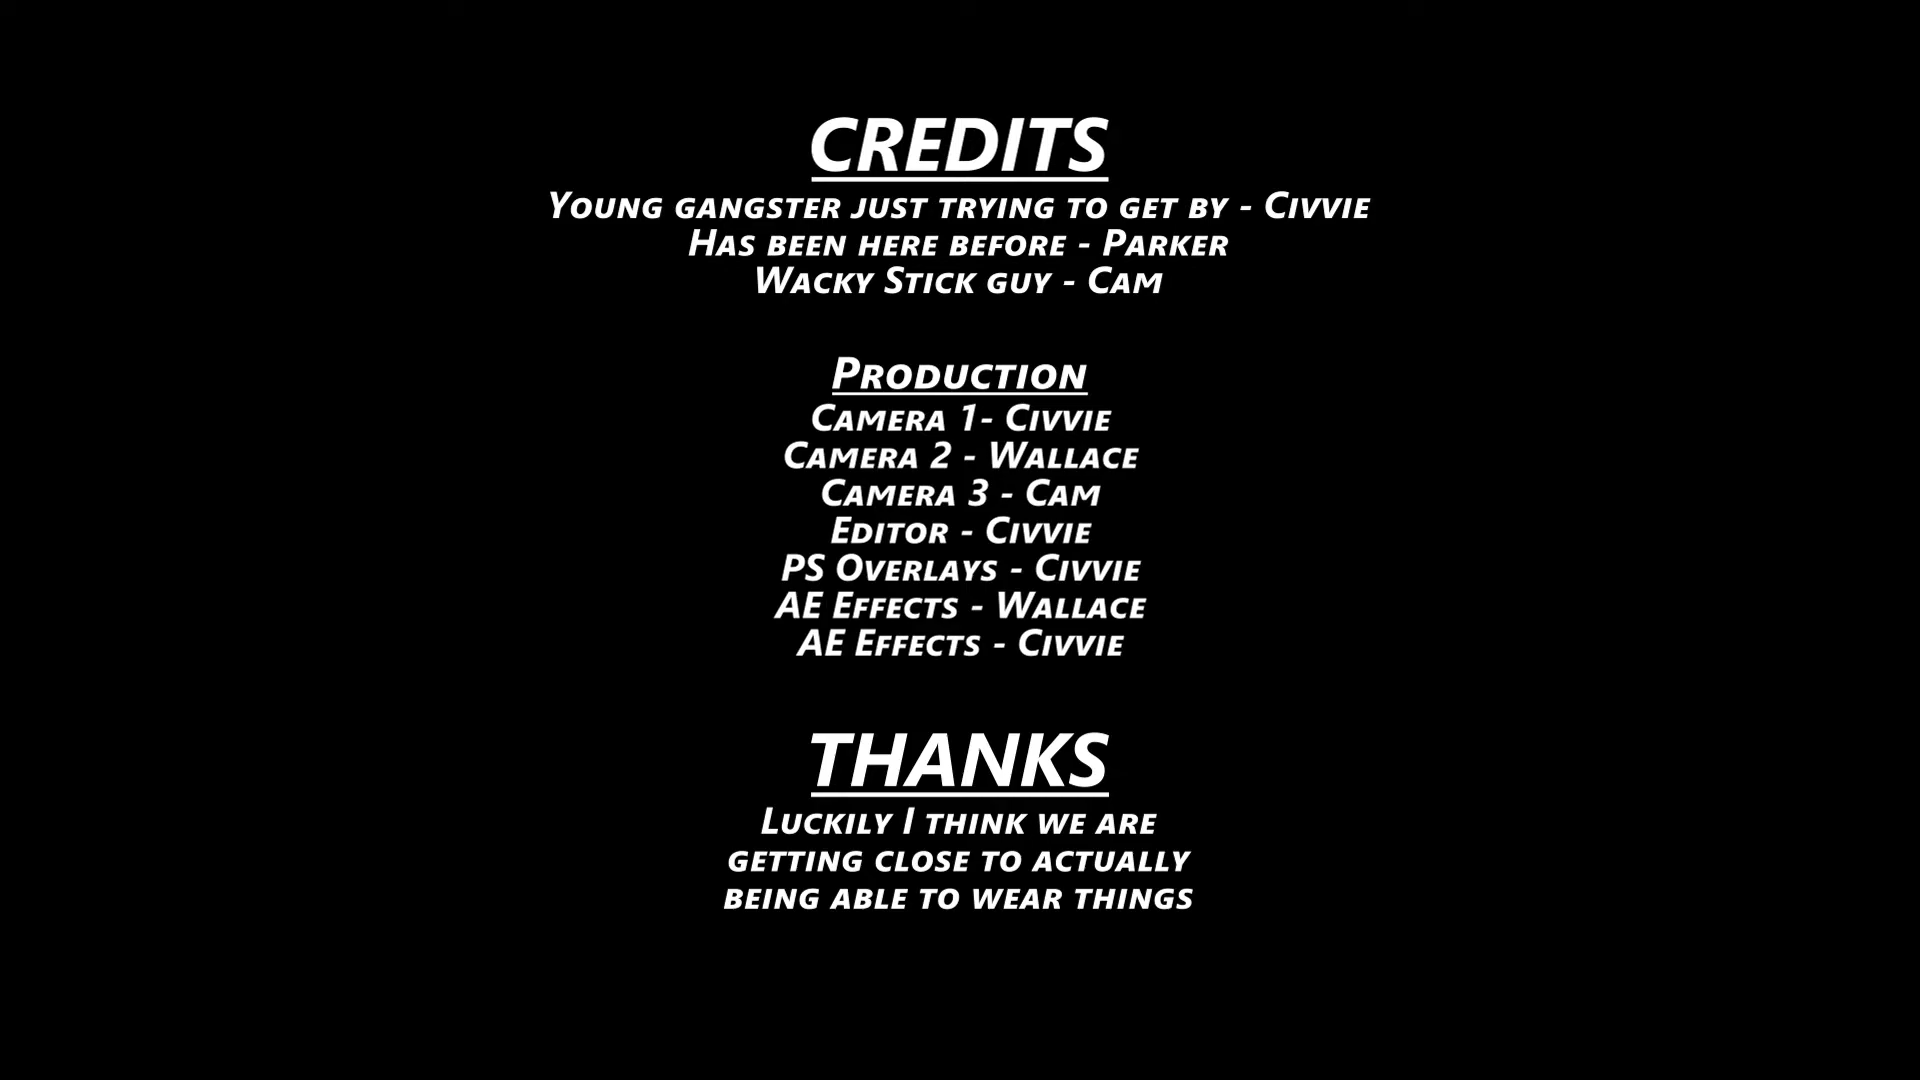 CREDITS
Young gangster just trying to get by - Civvie
Has been here before - Parker
Wacky Stick guy - Cam
Production
Camera 1- Civvie
Camera 2 - Wallace
Camera 3 - Cam
Editor - Civvie
PS Overlays - Civvie
AE Effects - Wallace
AE Effects - Civvie
THANKS
Luckily I think we are
getting close to actually
being able to wear things